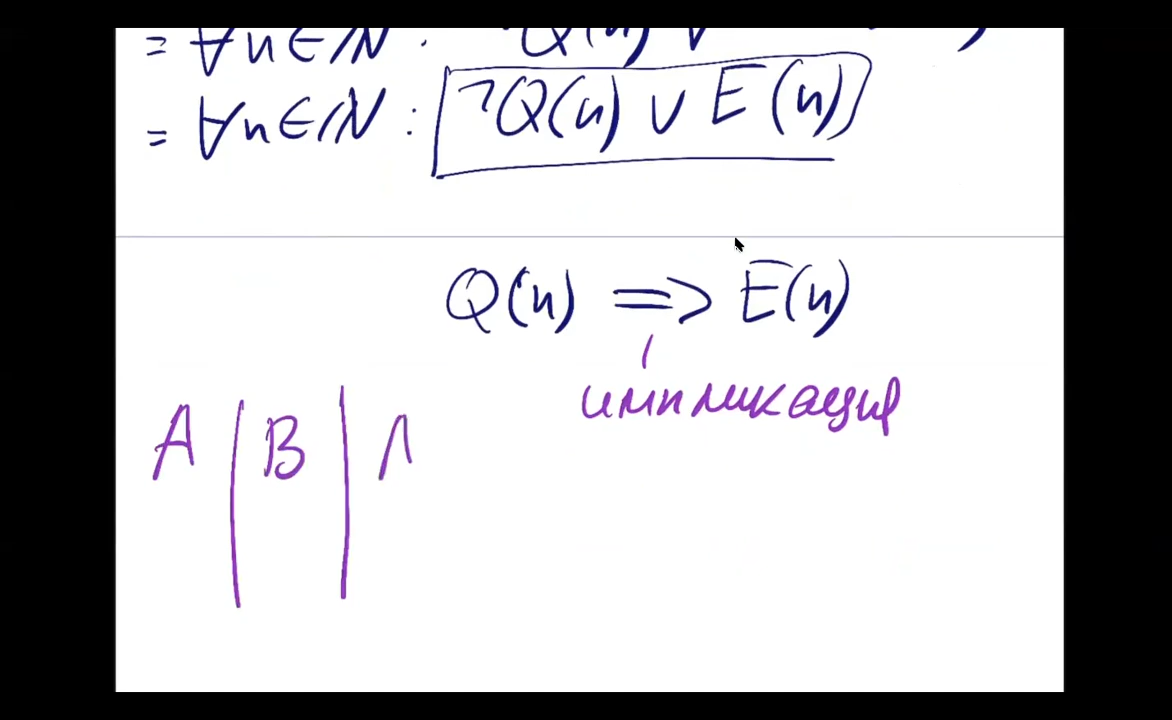 = ∀n∈ℕ : ¬Q(n) ∨
= ∀n∈ℕ : ¬Q(n) ∨ E(n)
Q(n) => E(n)
импликация
A | B |